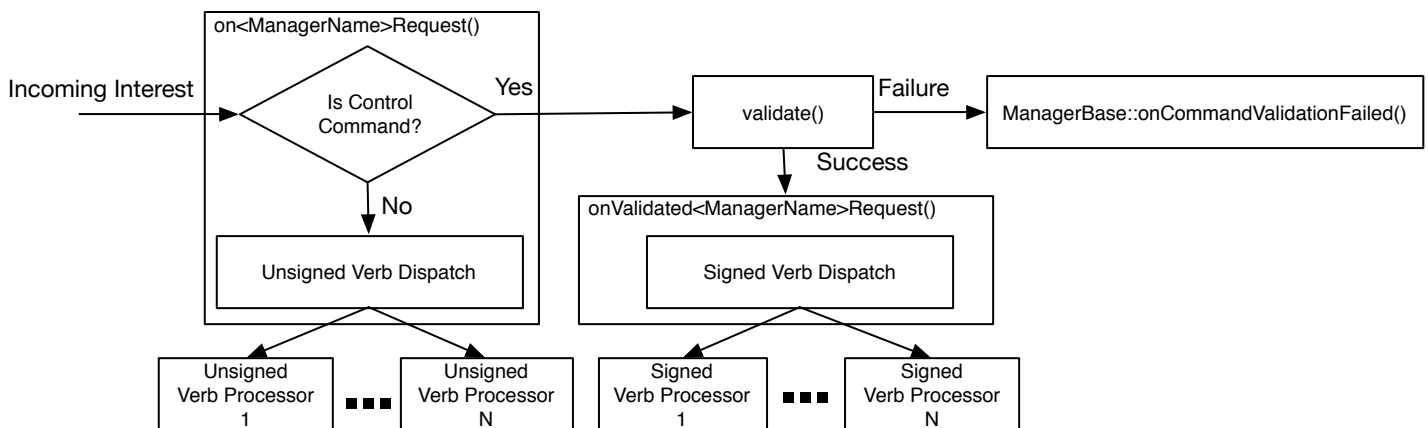 on<ManagerName>Request()
Incoming Interest
Is Control
Command?
Yes
validate()
Failure
ManagerBase::onCommandValidationFailed()
No
Success
Unsigned Verb Dispatch
onValidated<ManagerName>Request()
Signed Verb Dispatch
Unsigned
Verb Processor
1
Unsigned
Verb Processor
N
Signed
Verb Processor
1
Signed
Verb Processor
N